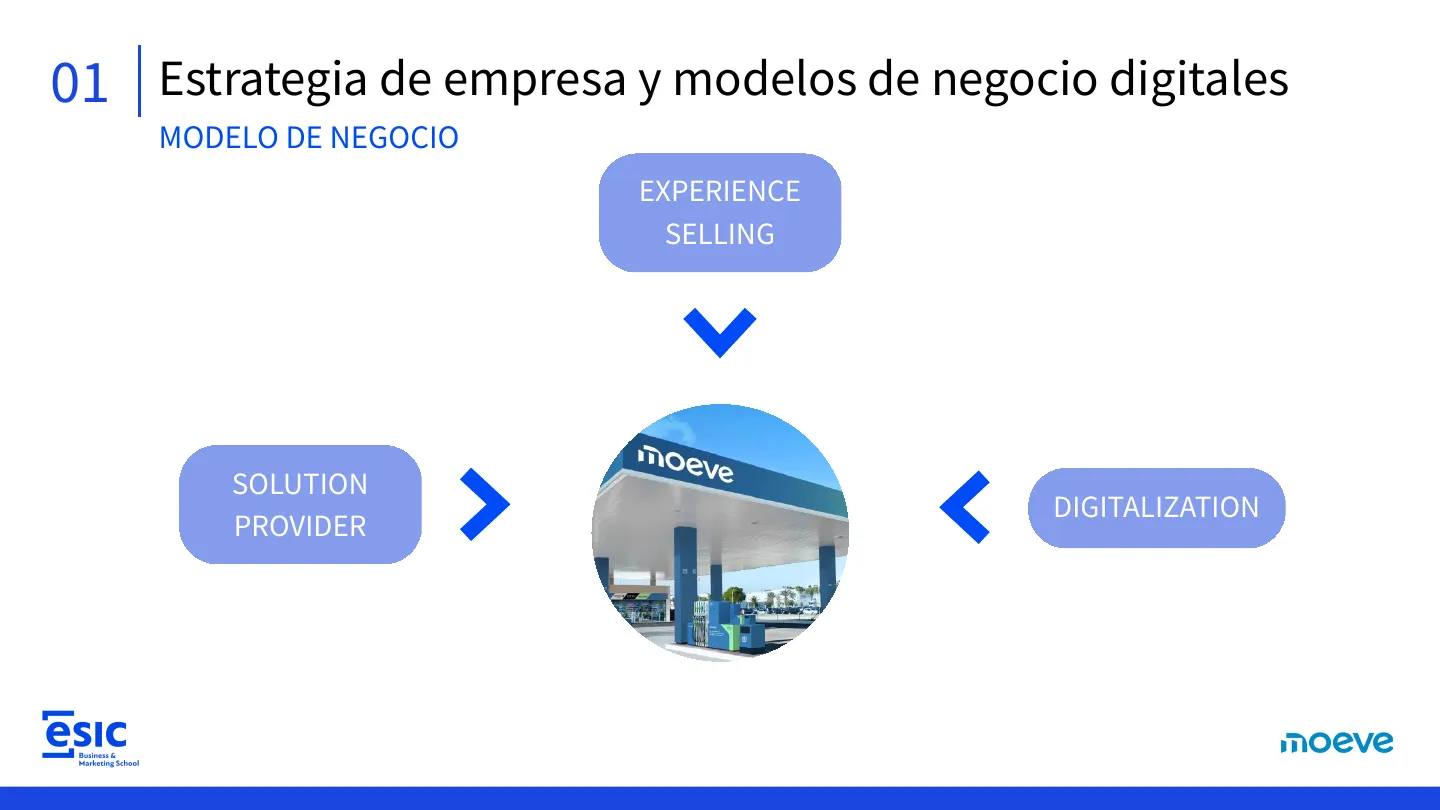 01
Estrategia de empresa y modelos de negocio digitales
MODELO DE NEGOCIO
EXPERIENCE
SELLING
SOLUTION
PROVIDER
moeve
DIGITALIZATION
esic
Business &
Marketing School
moeve